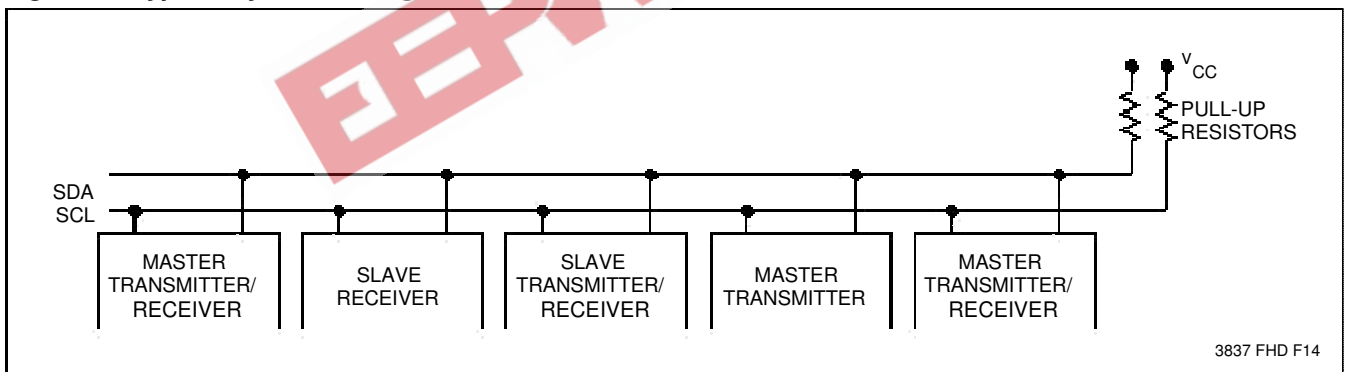 V
CC
PULL-UP
RESISTORS
SDA
SCL
MASTER
TRANSMITTER/
RECEIVER
SLAVE
RECEIVER
SLAVE
TRANSMITTER/
RECEIVER
MASTER
TRANSMITTER
MASTER
TRANSMITTER/
RECEIVER
3837 FHD F14